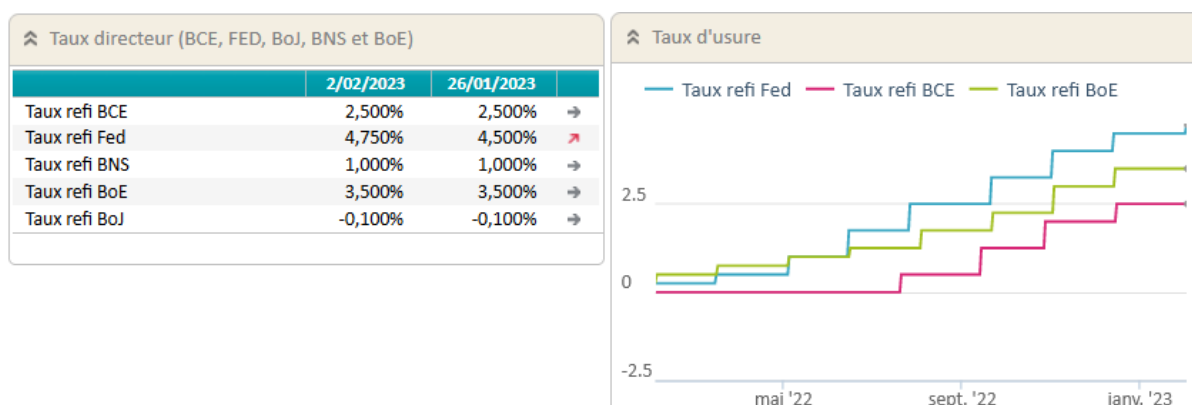 Taux directeur (BCE, FED, BoJ, BNS et BoE)
2/02/2023 26/01/2023
Taux refi BCE 2,500% 2,500%
Taux refi Fed 4,750% 4,500%
Taux refi BNS 1,000% 1,000%
Taux refi BoE 3,500% 3,500%
Taux refi BoJ -0,100% -0,100%
Taux d'usure
Taux refi Fed Taux refi BCE Taux refi BoE
2.5
0
-2.5
mai '22 sept. '22 janv. '23